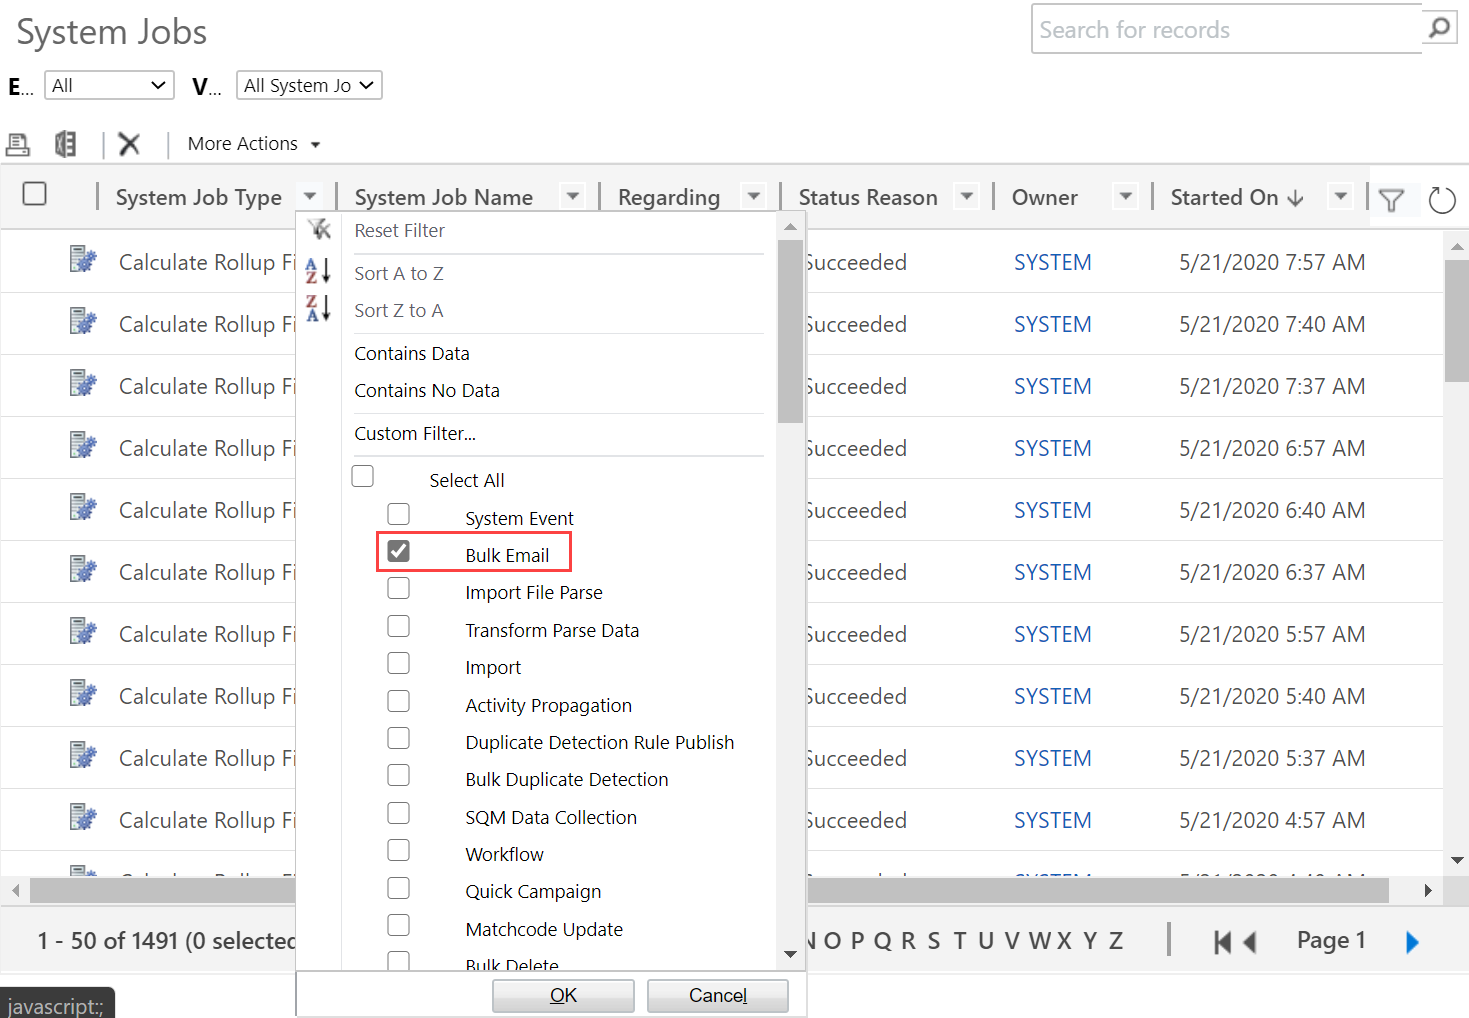 System Jobs
Search for records
E... All V... All System Jo
More Actions
System Job Type System Job Name Regarding Status Reason Owner Started On
Reset Filter
Sort A to Z
Sort Z to A
Contains Data
Contains No Data
Custom Filter...
Select All
System Event
Bulk Email
Import File Parse
Transform Parse Data
Import
Activity Propagation
Duplicate Detection Rule Publish
Bulk Duplicate Detection
SQM Data Collection
Workflow
Quick Campaign
Matchcode Update
Bulk Delete
OK Cancel
Calculate Rollup Fi Succeeded SYSTEM 5/21/2020 7:57 AM
Calculate Rollup Fi Succeeded SYSTEM 5/21/2020 7:40 AM
Calculate Rollup Fi Succeeded SYSTEM 5/21/2020 7:37 AM
Calculate Rollup Fi Succeeded SYSTEM 5/21/2020 6:57 AM
Calculate Rollup Fi Succeeded SYSTEM 5/21/2020 6:40 AM
Calculate Rollup Fi Succeeded SYSTEM 5/21/2020 6:37 AM
Calculate Rollup Fi Succeeded SYSTEM 5/21/2020 5:57 AM
Calculate Rollup Fi Succeeded SYSTEM 5/21/2020 5:40 AM
Calculate Rollup Fi Succeeded SYSTEM 5/21/2020 5:37 AM
Calculate Rollup Fi Succeeded SYSTEM 5/21/2020 4:57 AM
1 - 50 of 1491 (0 selected N O P Q R S T U V W X Y Z Page 1
javascript:;